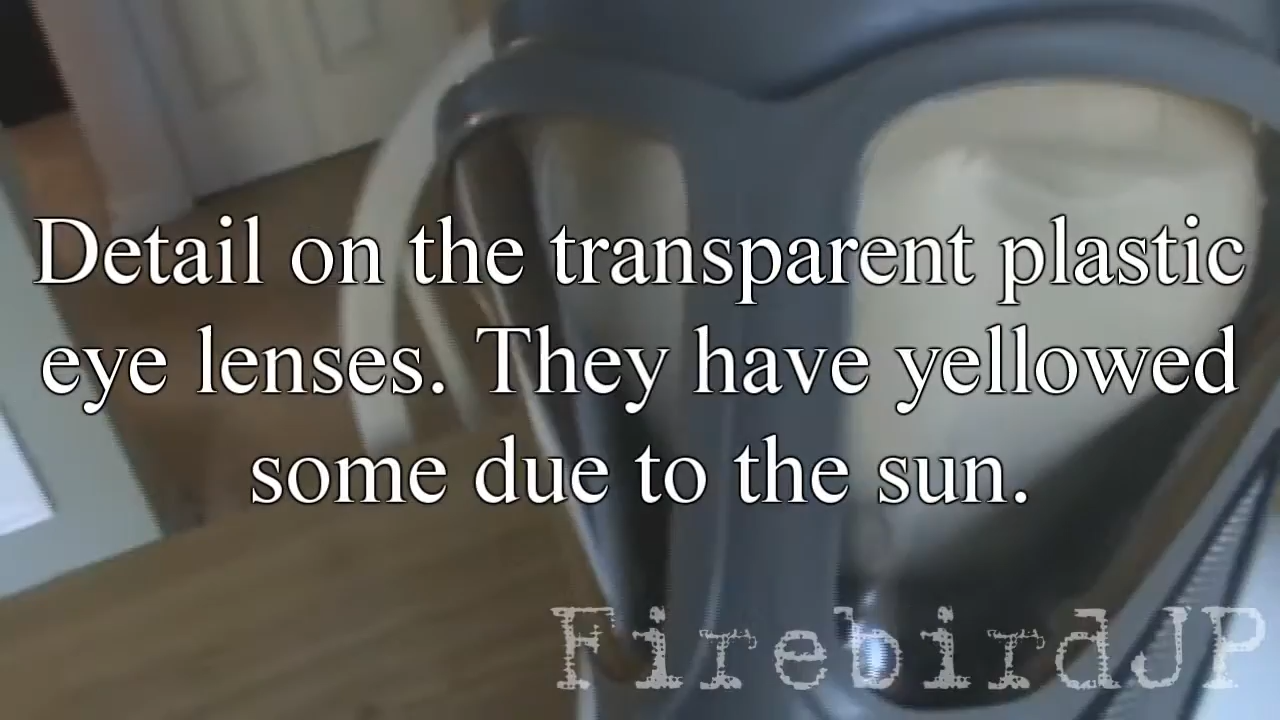 Detail on the transparent plastic
eye lenses. They have yellowed
some due to the sun.
FirebirdJP